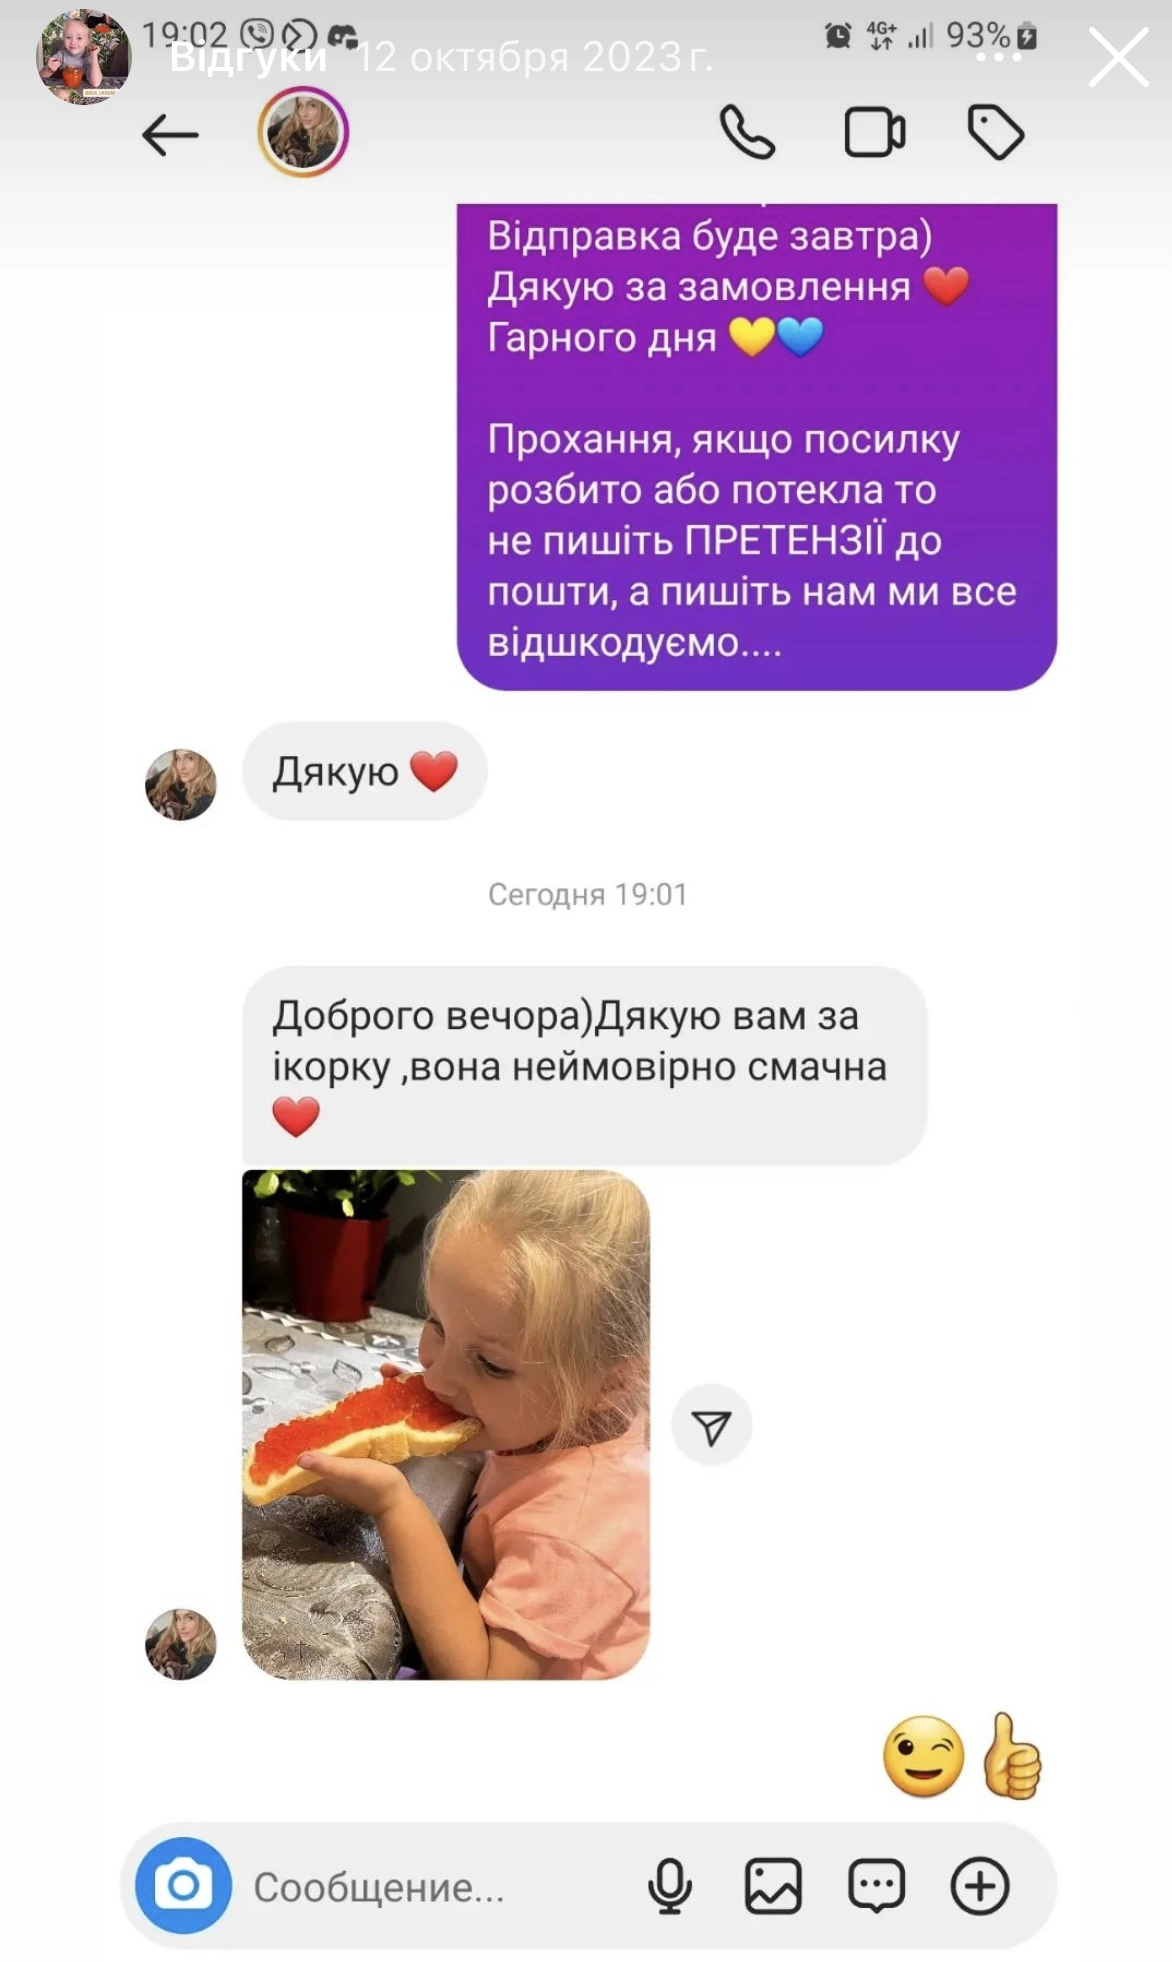 19:02
4G+
93%
Відгуки 12 октября 2023 г.
Відправка буде завтра)
Дякую за замовлення ❤️
Гарного дня 💛💙
Прохання, якщо посилку
розбито або потекла то
не пишіть ПРЕТЕНЗІЇ до
пошти, а пишіть нам ми все
відшкодуємо....
Дякую ❤️
Сегодня 19:01
Доброго вечора)Дякую вам за
ікорку ,вона неймовірно смачна
❤️
😉👍
Сообщение...